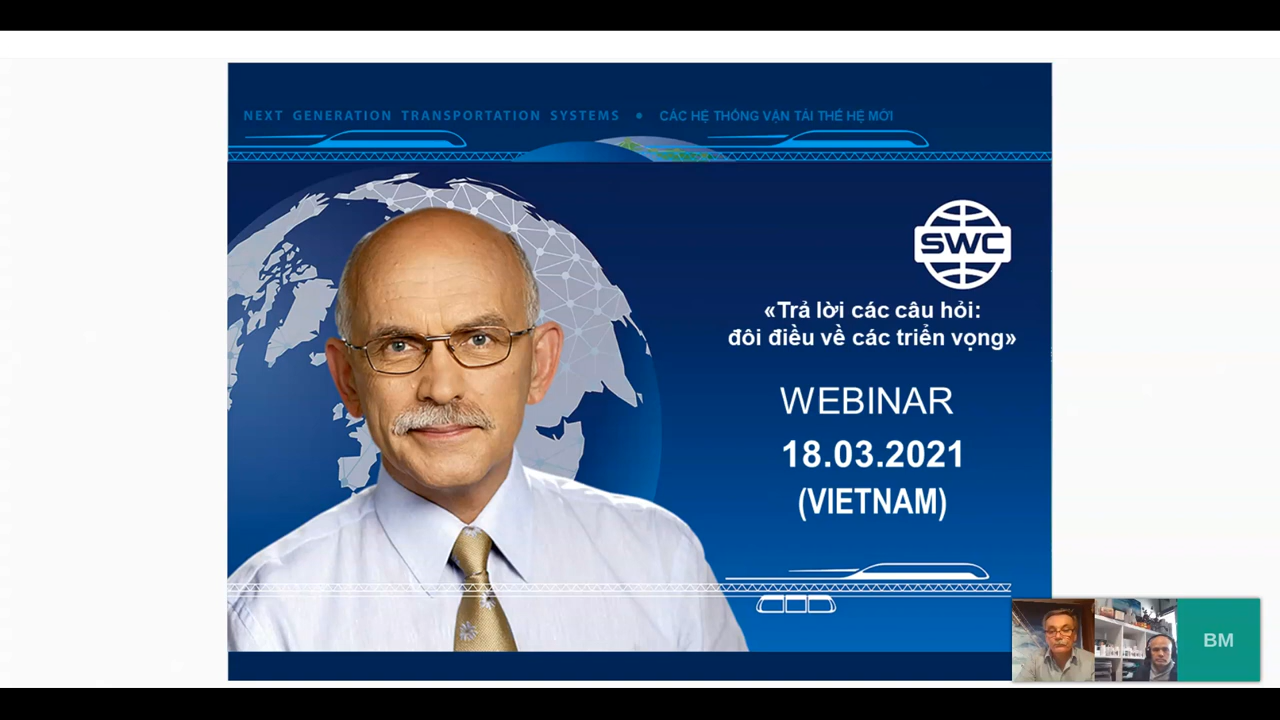 NEXT GENERATION TRANSPORTATION SYSTEMS • CÁC HỆ THỐNG VẬN TẢI THẾ HỆ MỚI
SWC
«Trả lời các câu hỏi:
đôi điều về các triển vọng»
WEBINAR
18.03.2021
(VIETNAM)
BM